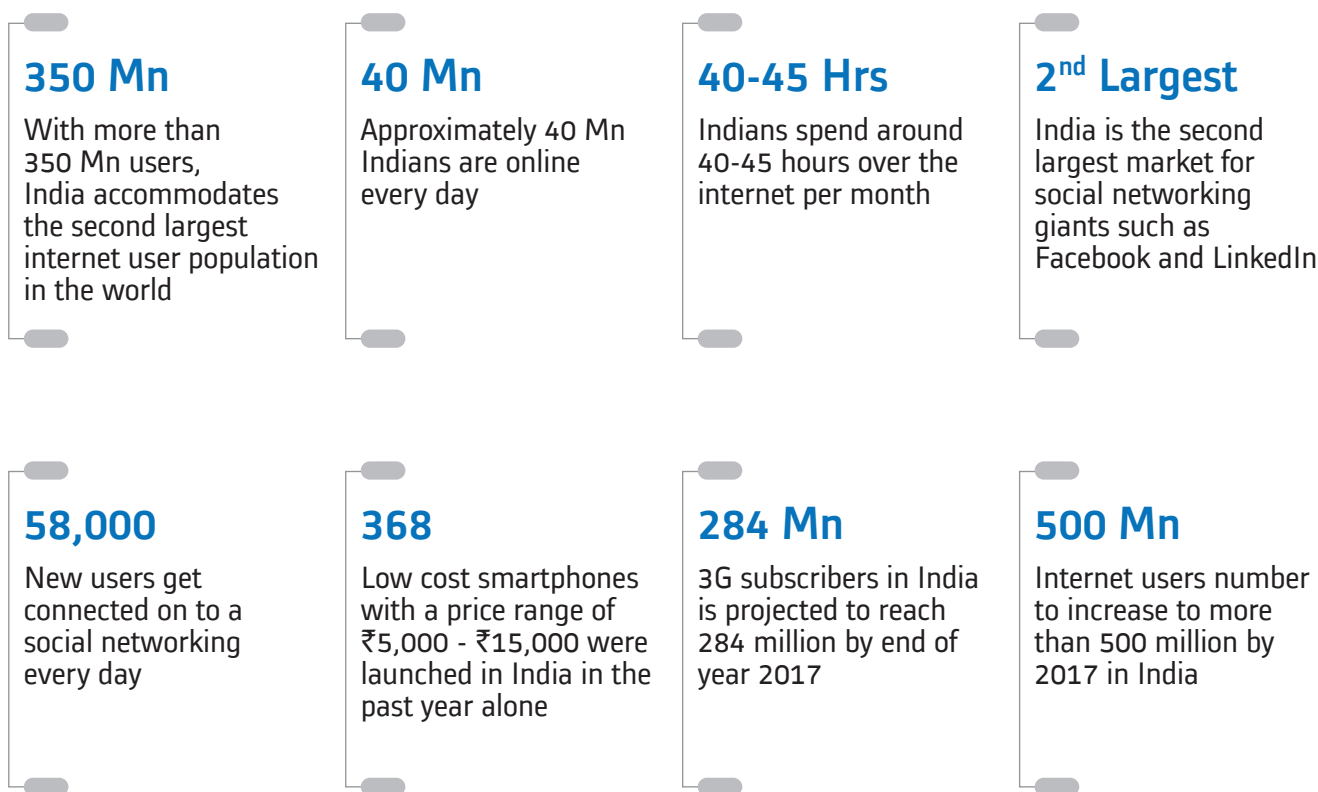 350 Mn
With more than
350 Mn users,
India accommodates
the second largest
internet user population
in the world
40 Mn
Approximately 40 Mn
Indians are online
every day
40-45 Hrs
Indians spend around
40-45 hours over the
internet per month
2nd Largest
India is the second
largest market for
social networking
giants such as
Facebook and LinkedIn
58,000
New users get
connected on to a
social networking
every day
368
Low cost smartphones
with a price range of
₹5,000 - ₹15,000 were
launched in India in the
past year alone
284 Mn
3G subscribers in India
is projected to reach
284 million by end of
year 2017
500 Mn
Internet users number
to increase to more
than 500 million by
2017 in India